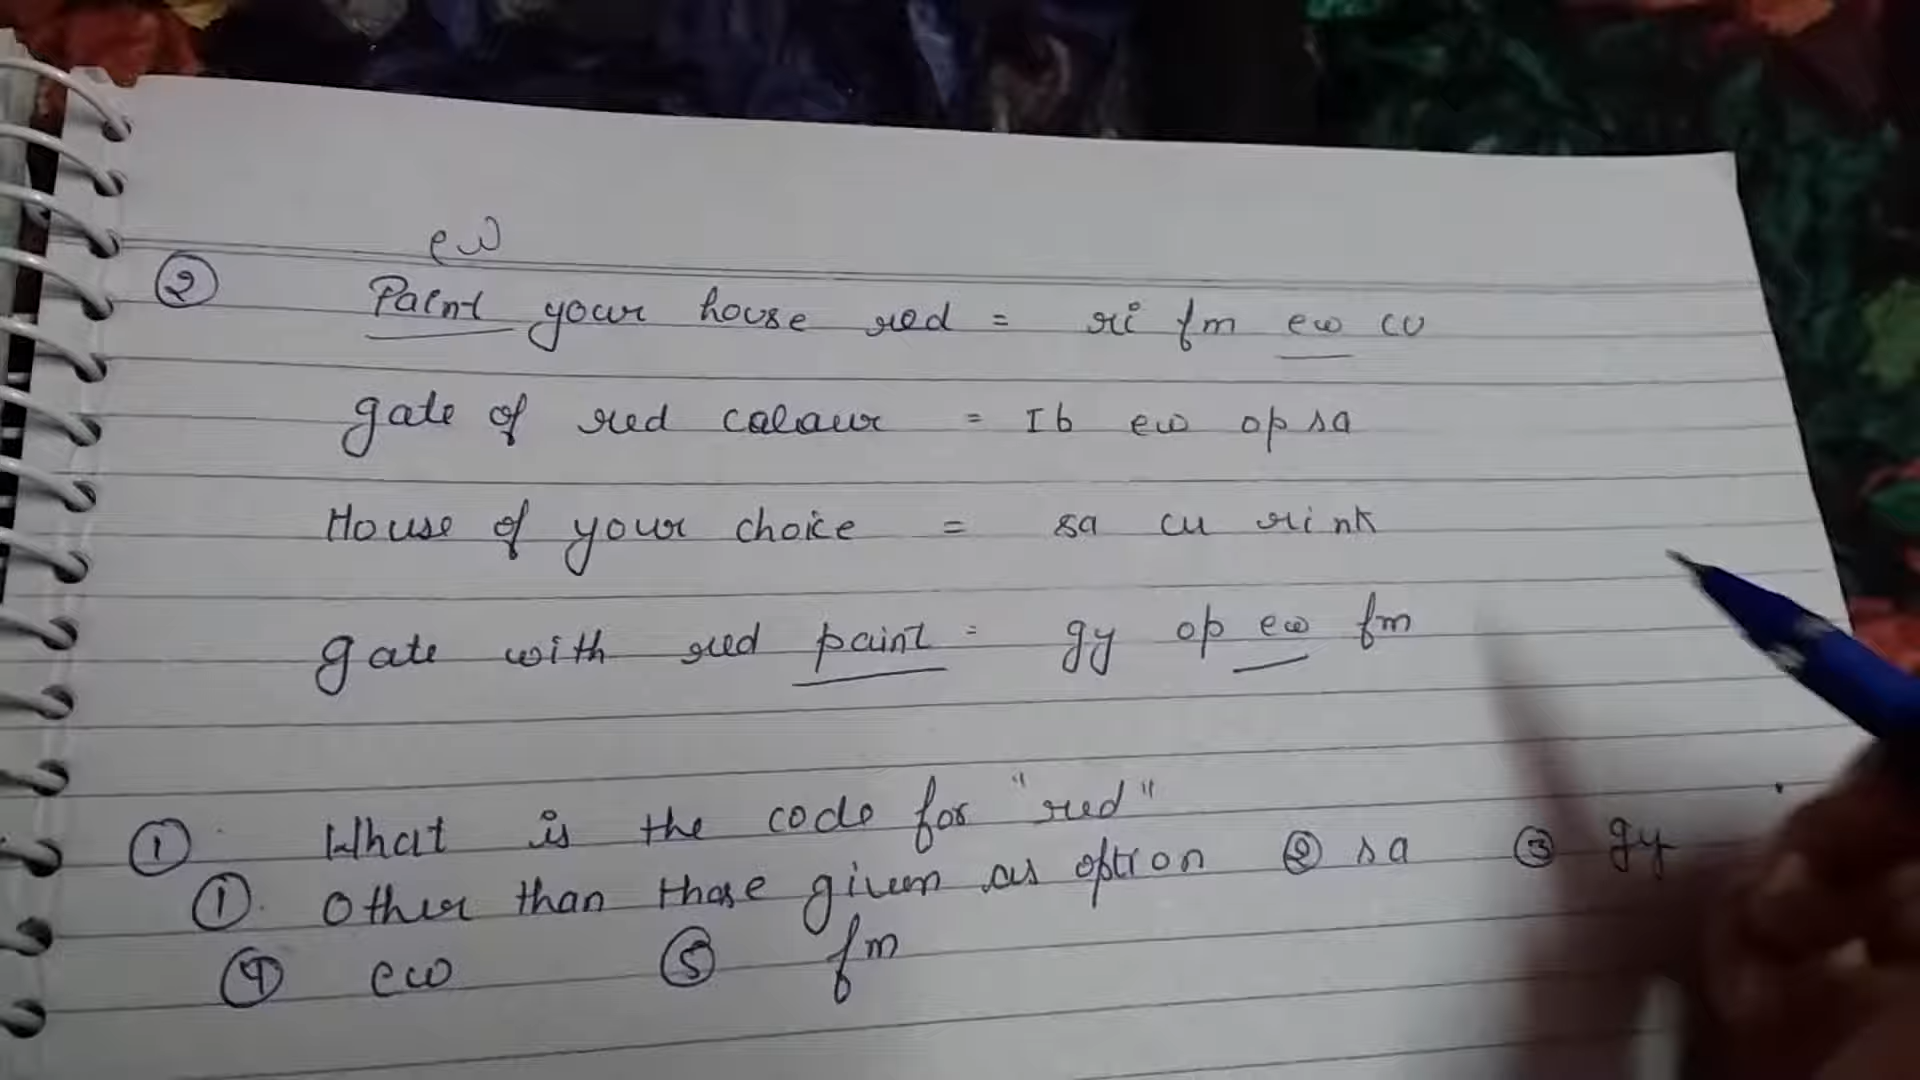 ew
② Paint your house red = ri fm ew cu
gate of red colour = Ib ew op sa
House of your choice = sa cu ri nk
gate with red paint = gy op ew fm
① What is the code for "red"
① Other than those given as option ② sa ③ gy
④ ew ⑤ fm